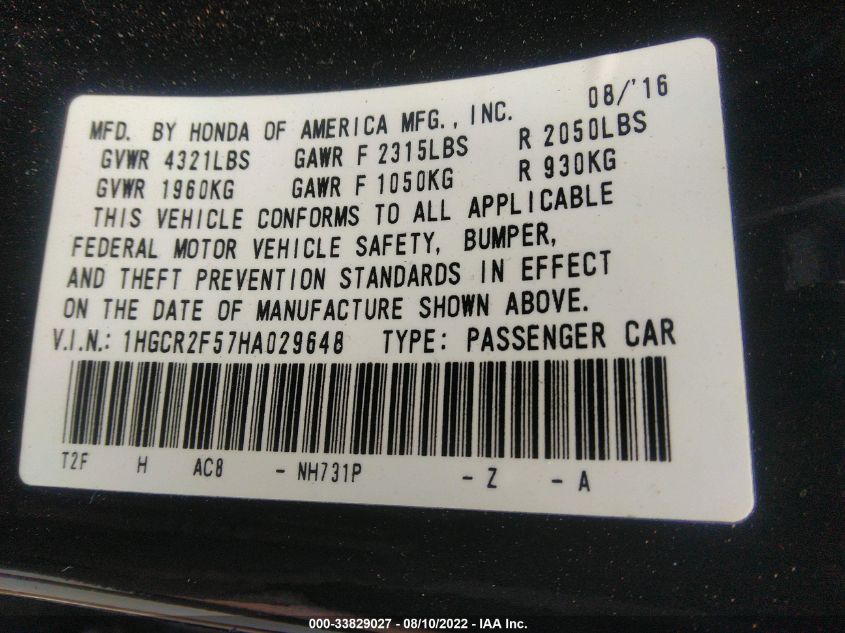 08/'16
MFD. BY HONDA OF AMERICA MFG., INC.
GVWR 4321LBS GAWR F 2315LBS R 2050LBS
GVWR 1960KG GAWR F 1050KG R 930KG
THIS VEHICLE CONFORMS TO ALL APPLICABLE
FEDERAL MOTOR VEHICLE SAFETY, BUMPER,
AND THEFT PREVENTION STANDARDS IN EFFECT
ON THE DATE OF MANUFACTURE SHOWN ABOVE.
V.I.N.: 1HGCR2F57HA029648 TYPE: PASSENGER CAR
T2F H AC8 - NH731P - Z - A
000-33829027 - 08/10/2022 - IAA Inc.